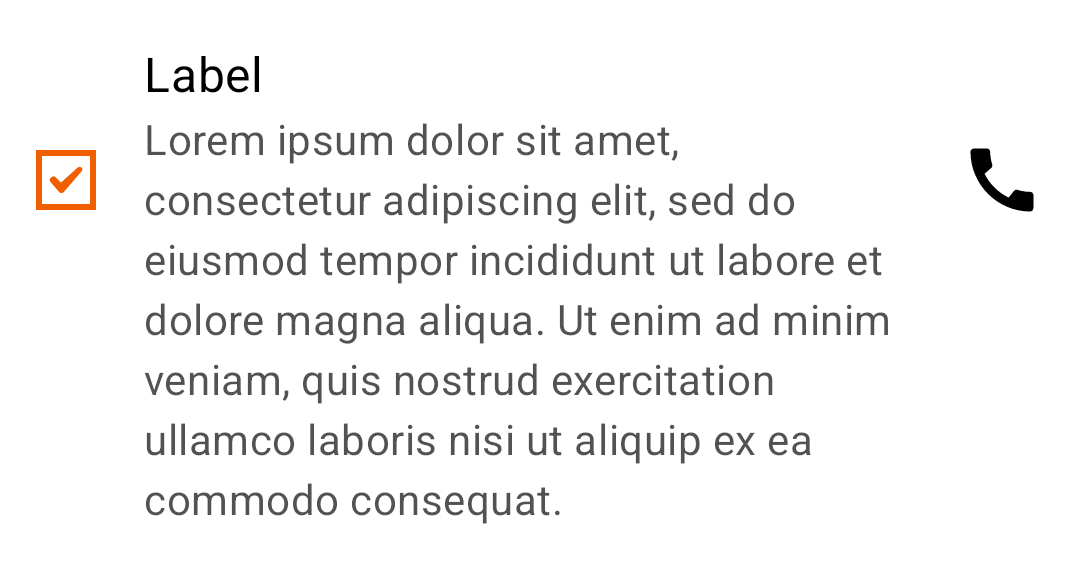 Label
Lorem ipsum dolor sit amet,
consectetur adipiscing elit, sed do
eiusmod tempor incididunt ut labore et
dolore magna aliqua. Ut enim ad minim
veniam, quis nostrud exercitation
ullamco laboris nisi ut aliquip ex ea
commodo consequat.